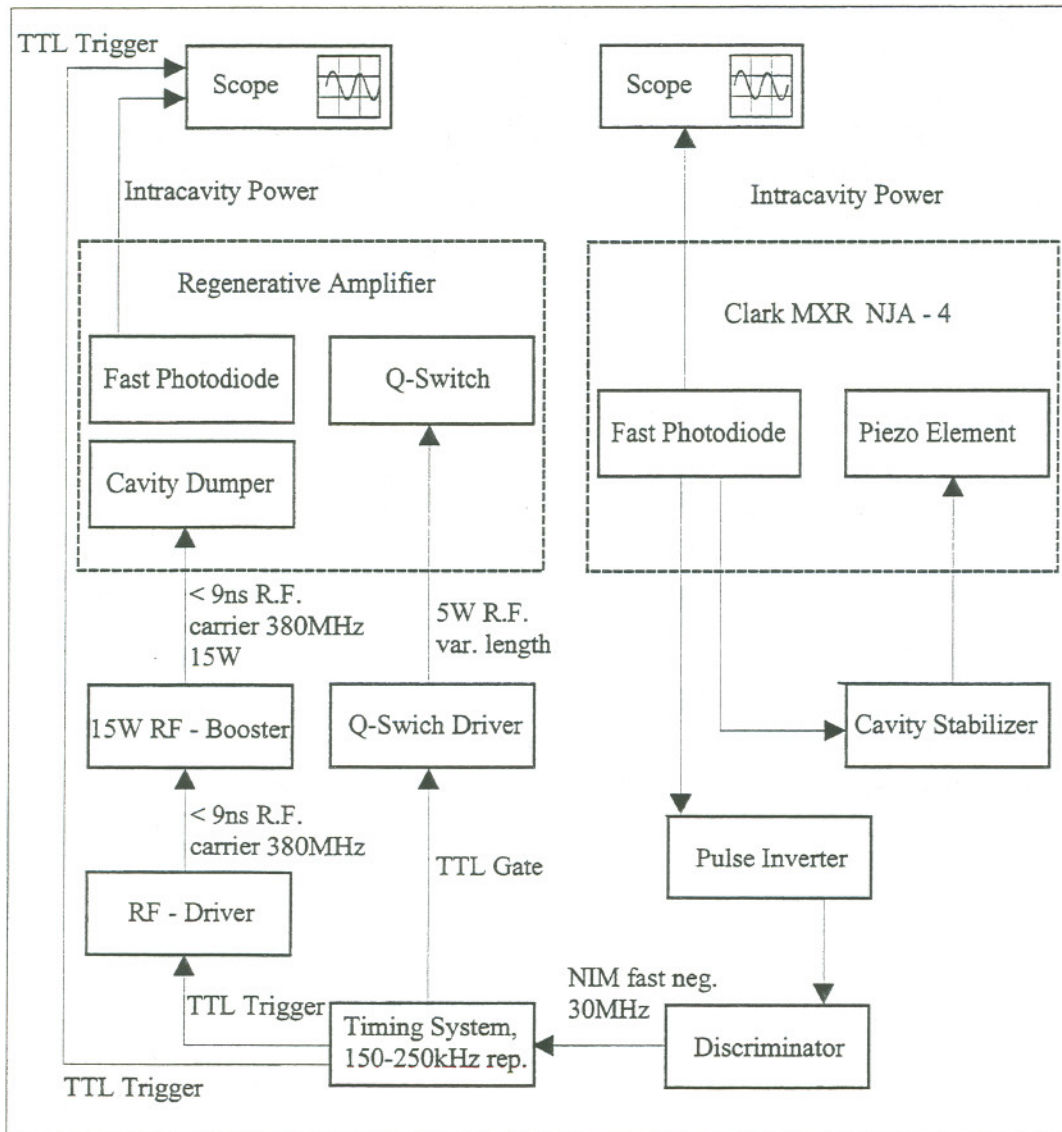 TTL Trigger
Scope
Scope
Intracavity Power
Intracavity Power
Regenerative Amplifier
Clark MXR NJA - 4
Fast Photodiode
Q-Switch
Fast Photodiode
Piezo Element
Cavity Dumper
< 9ns R.F.
carrier 380MHz
15W
5W R.F.
var. length
15W RF - Booster
Q-Swich Driver
Cavity Stabilizer
< 9ns R.F.
carrier 380MHz
TTL Gate
Pulse Inverter
RF - Driver
NIM fast neg.
30MHz
TTL Trigger
Timing System,
150-250kHz rep.
Discriminator
TTL Trigger